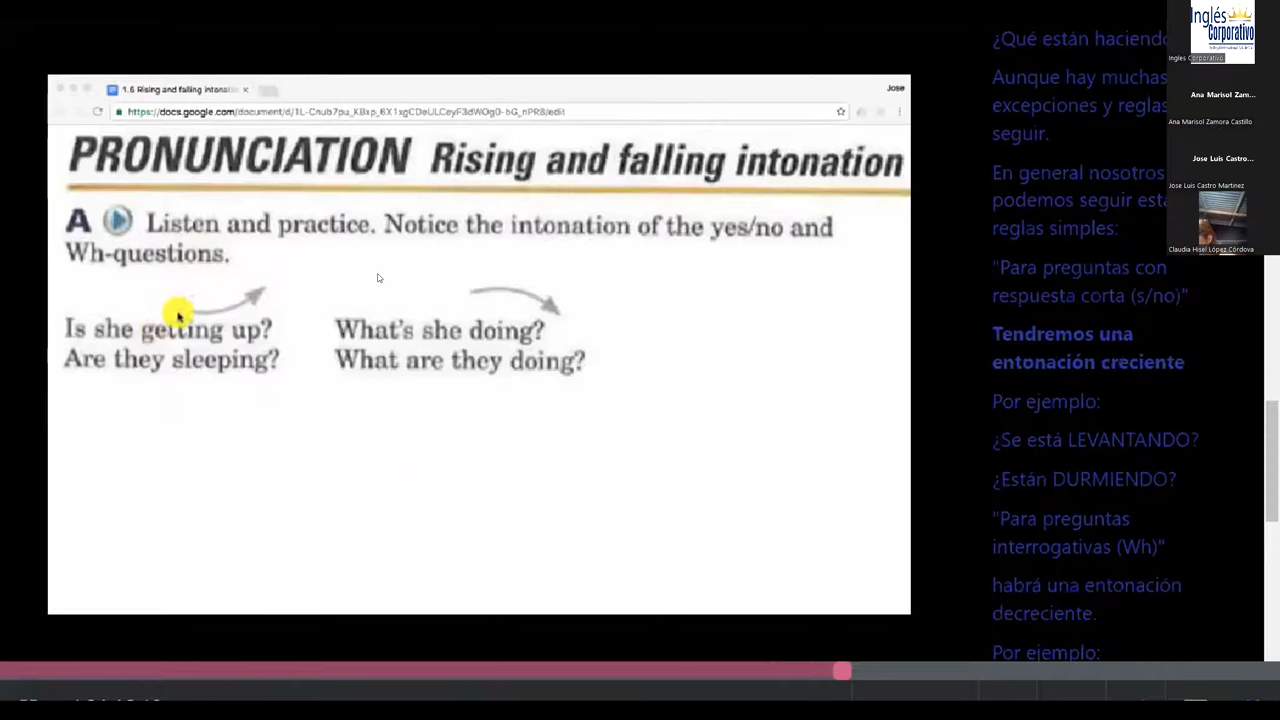 1.6 Rising and falling intonati
Jose
https://docs.google.com/document/d/1L-Cnub7pu_KBxp_6X1xgCDeULCeyF3dWOg0-bG_nPR8/edit
PRONUNCIATION Rising and falling intonation
A Listen and practice. Notice the intonation of the yes/no and
Wh-questions.
Is she getting up?
Are they sleeping?
What's she doing?
What are they doing?
¿Qué están haciendo
Aunque hay muchas
excepciones y reglas
seguir.
En general nosotros
podemos seguir esta
reglas simples:
"Para preguntas con
respuesta corta (s/no)"
Tendremos una
entonación creciente
Por ejemplo:
¿Se está LEVANTANDO?
¿Están DURMIENDO?
"Para preguntas
interrogativas (Wh)"
habrá una entonación
decreciente.
Por ejemplo:
Inglés
Corporativo
Ingles Corporativo
Ana Marisol Zam...
Ana Marisol Zamora Castillo
Jose Luis Castro...
Jose Luis Castro Martinez
Claudia Hisel López Córdova